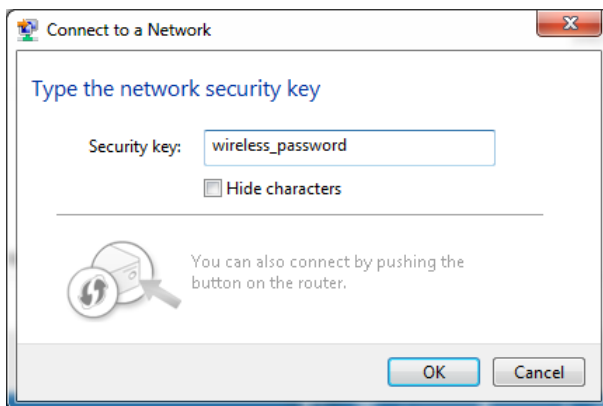 Connect to a Network
Type the network security key
Security key: wireless_password
Hide characters
You can also connect by pushing the
button on the router.
OK Cancel